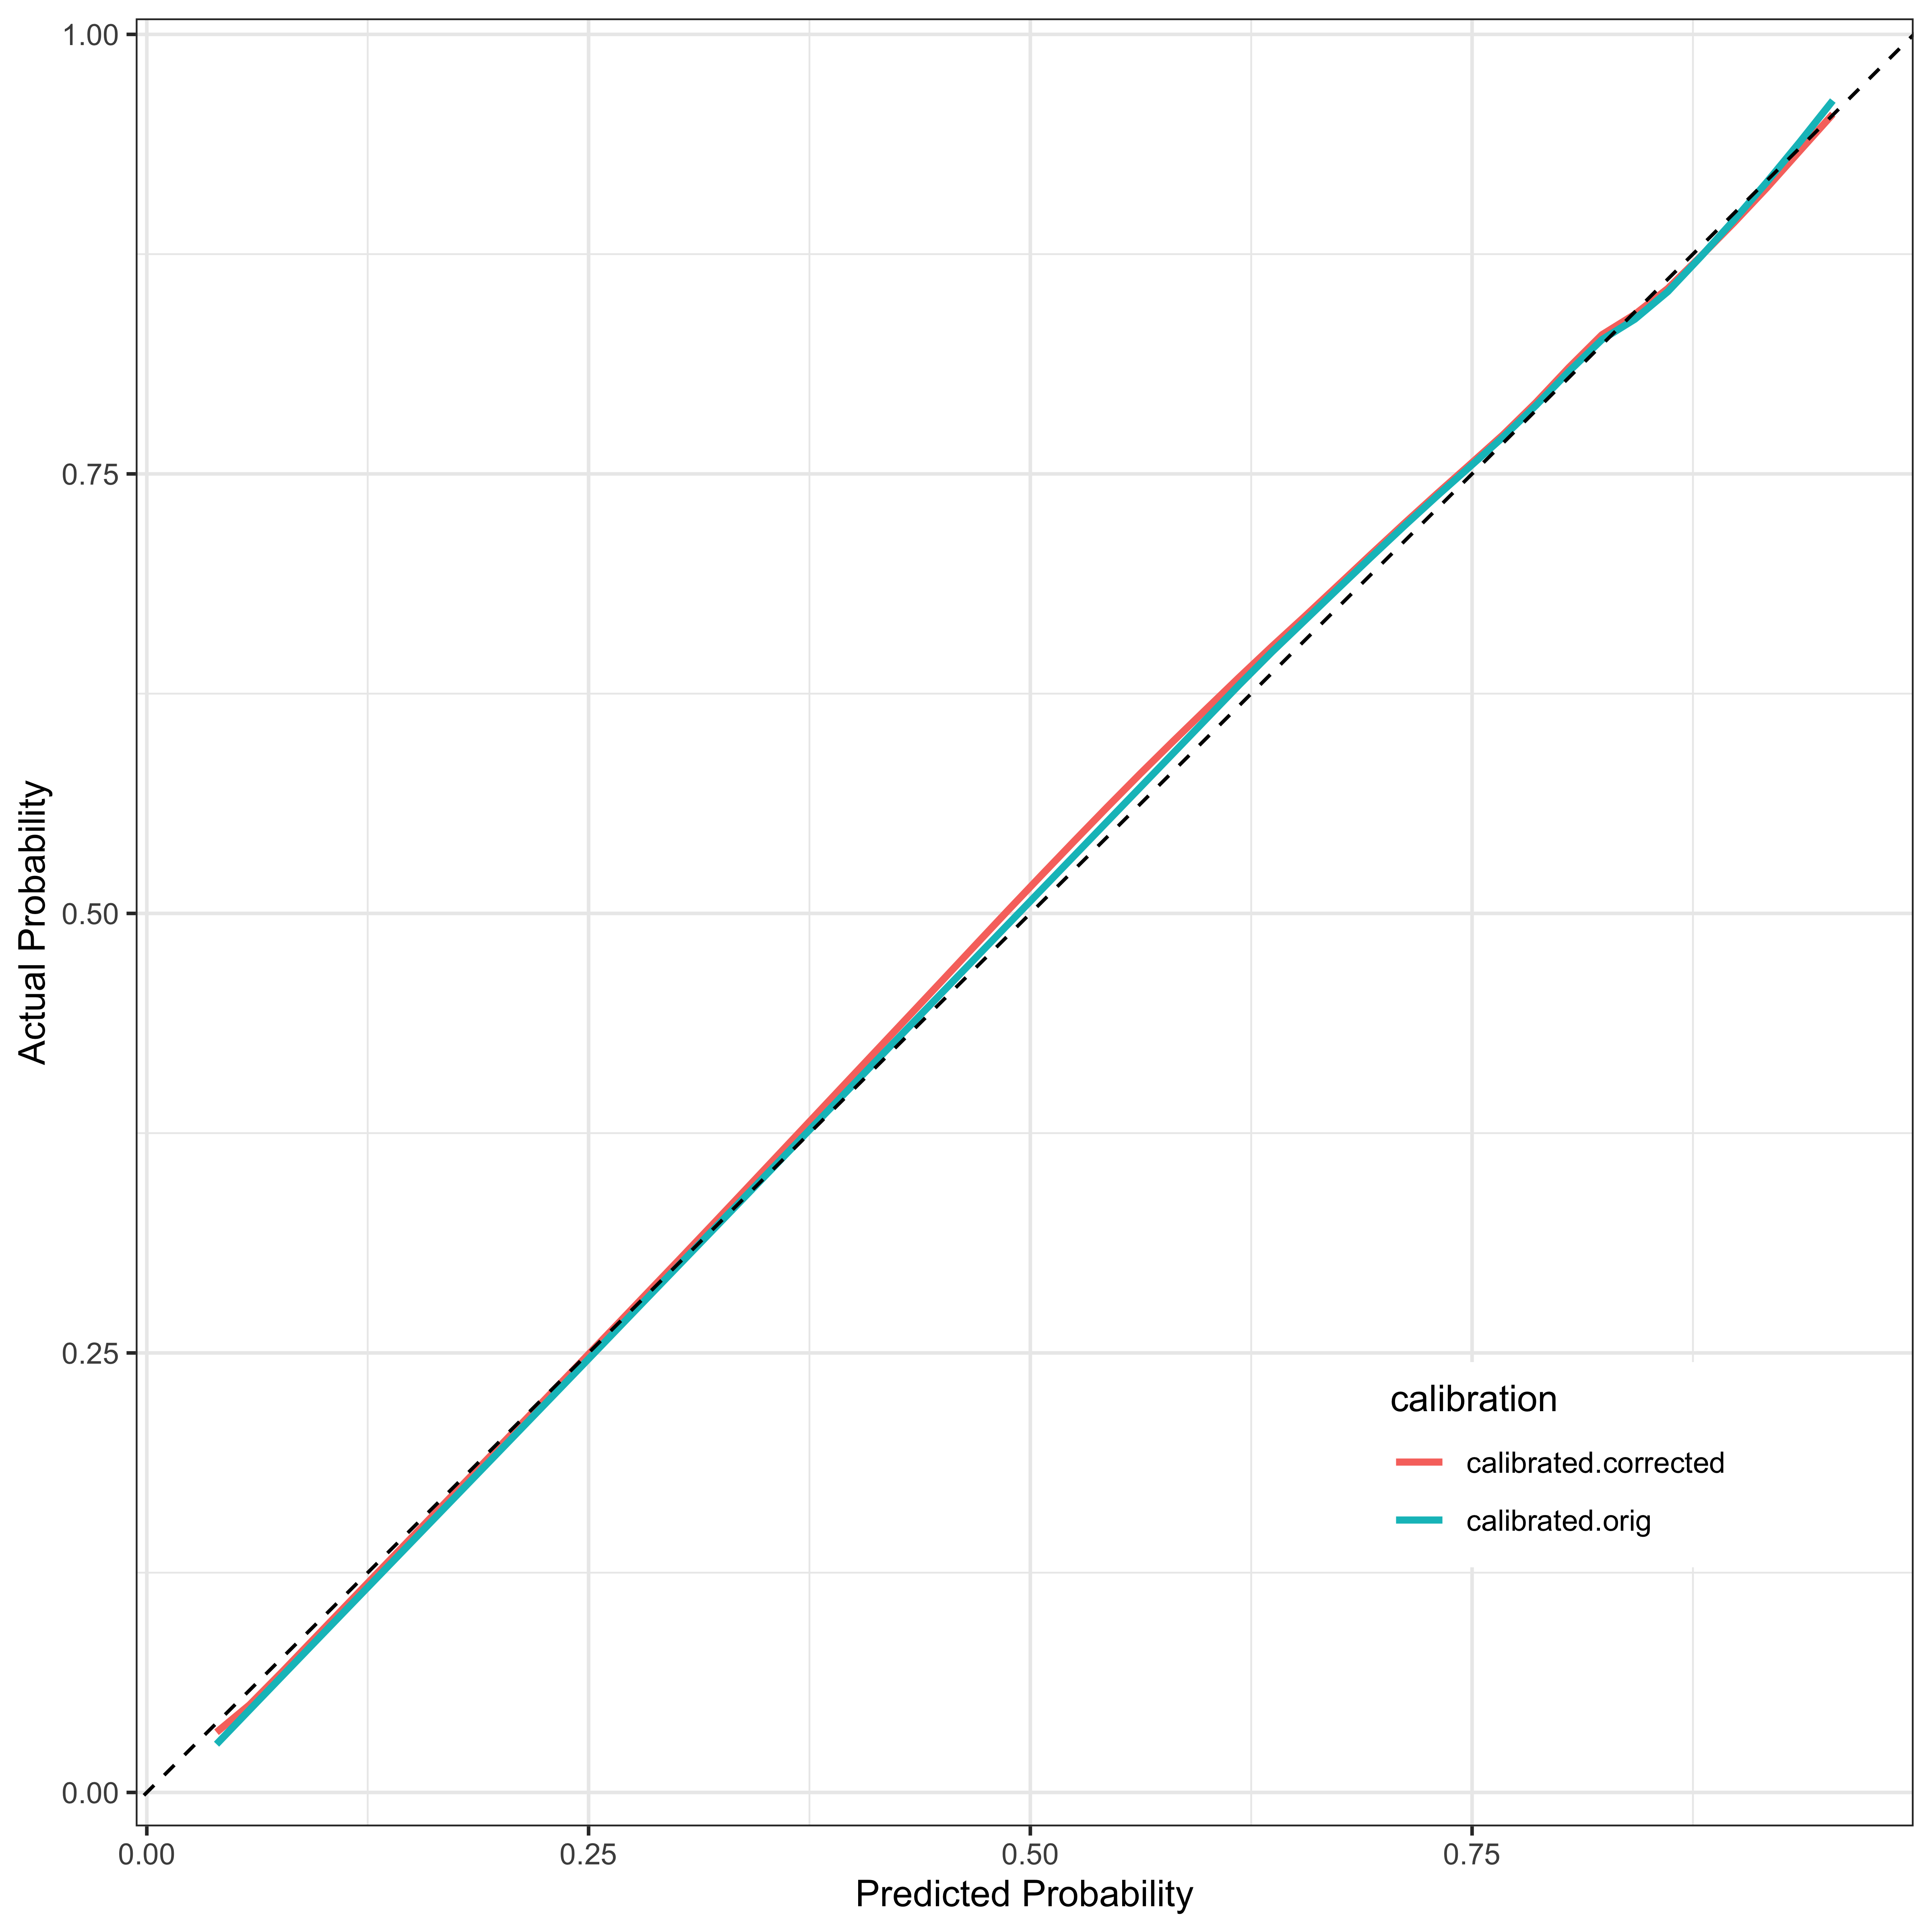 1.00
0.75
0.50
0.25
0.00
Actual Probability
calibration
calibrated.corrected
calibrated.orig
0.00 0.25 0.50 0.75
Predicted Probability